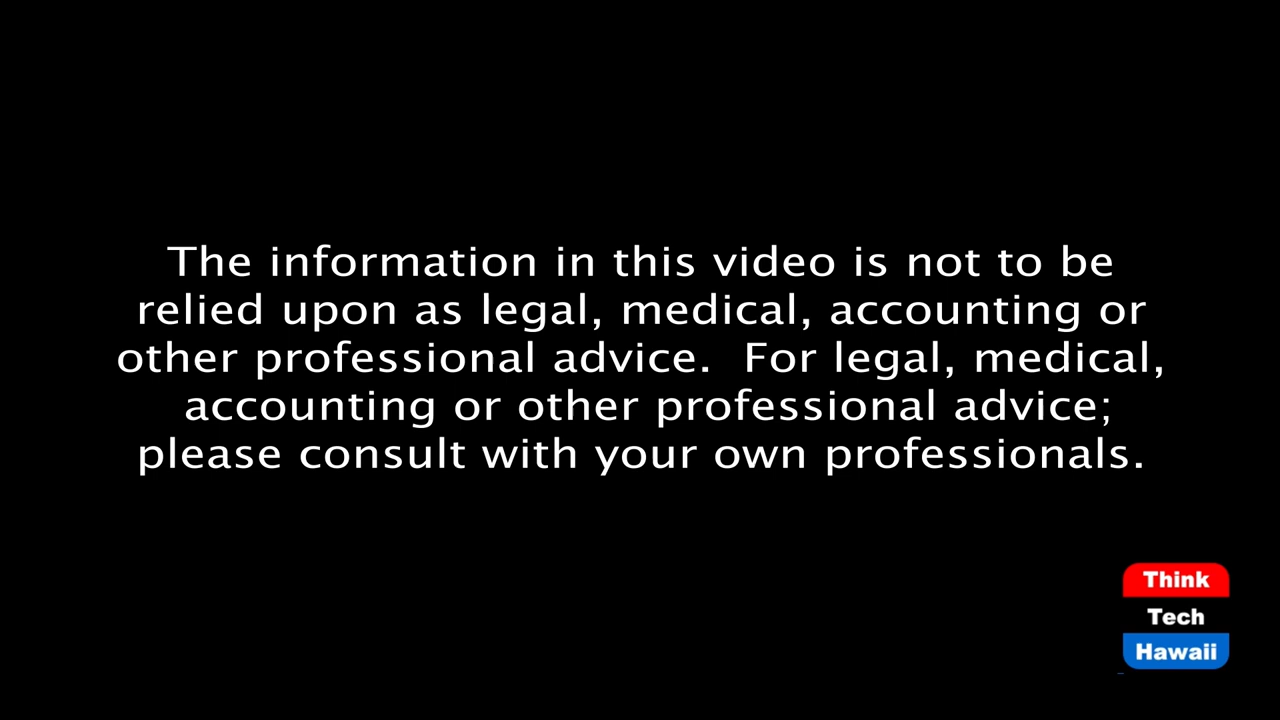 The information in this video is not to be
relied upon as legal, medical, accounting or
other professional advice.  For legal, medical,
accounting or other professional advice;
please consult with your own professionals.
Think
Tech
Hawaii